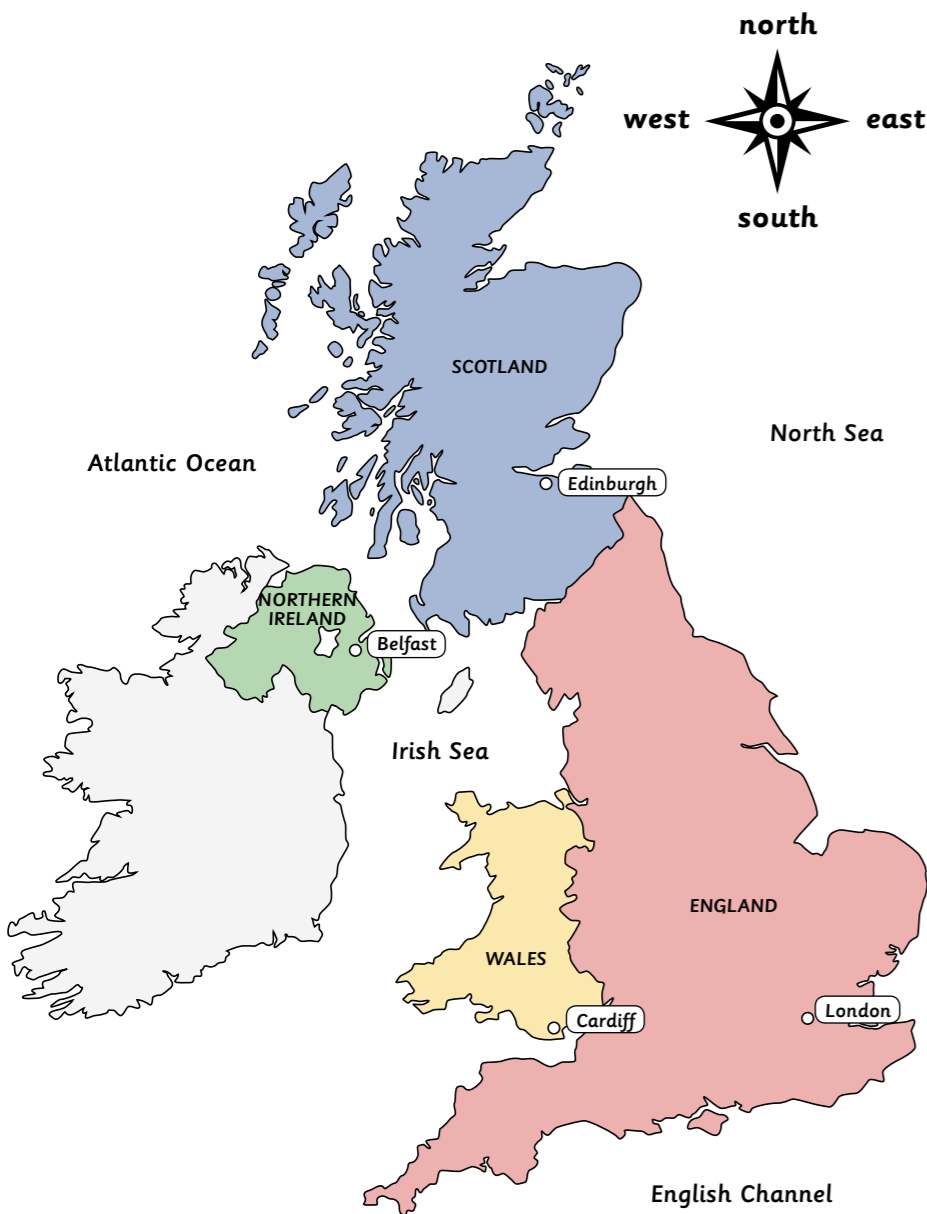 north
west
east
south
SCOTLAND
North Sea
Atlantic Ocean
Edinburgh
NORTHERN
IRELAND
Belfast
Irish Sea
ENGLAND
WALES
London
Cardiff
English Channel